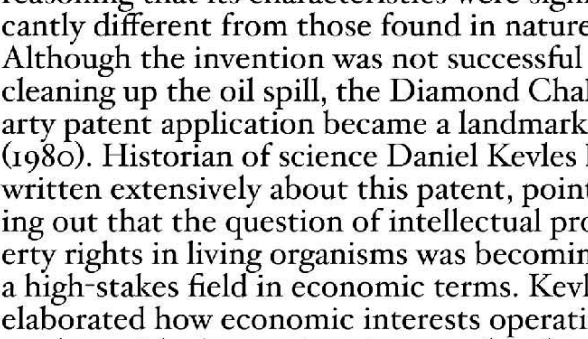 reasoning that its characteristics were signi
cantly different from those found in nature
Although the invention was not successful
cleaning up the oil spill, the Diamond Cha
arty patent application became a landmark
(1980). Historian of science Daniel Kevles
written extensively about this patent, point
ing out that the question of intellectual pro
erty rights in living organisms was becomin
a high-stakes field in economic terms. Kevl
elaborated how economic interests operati